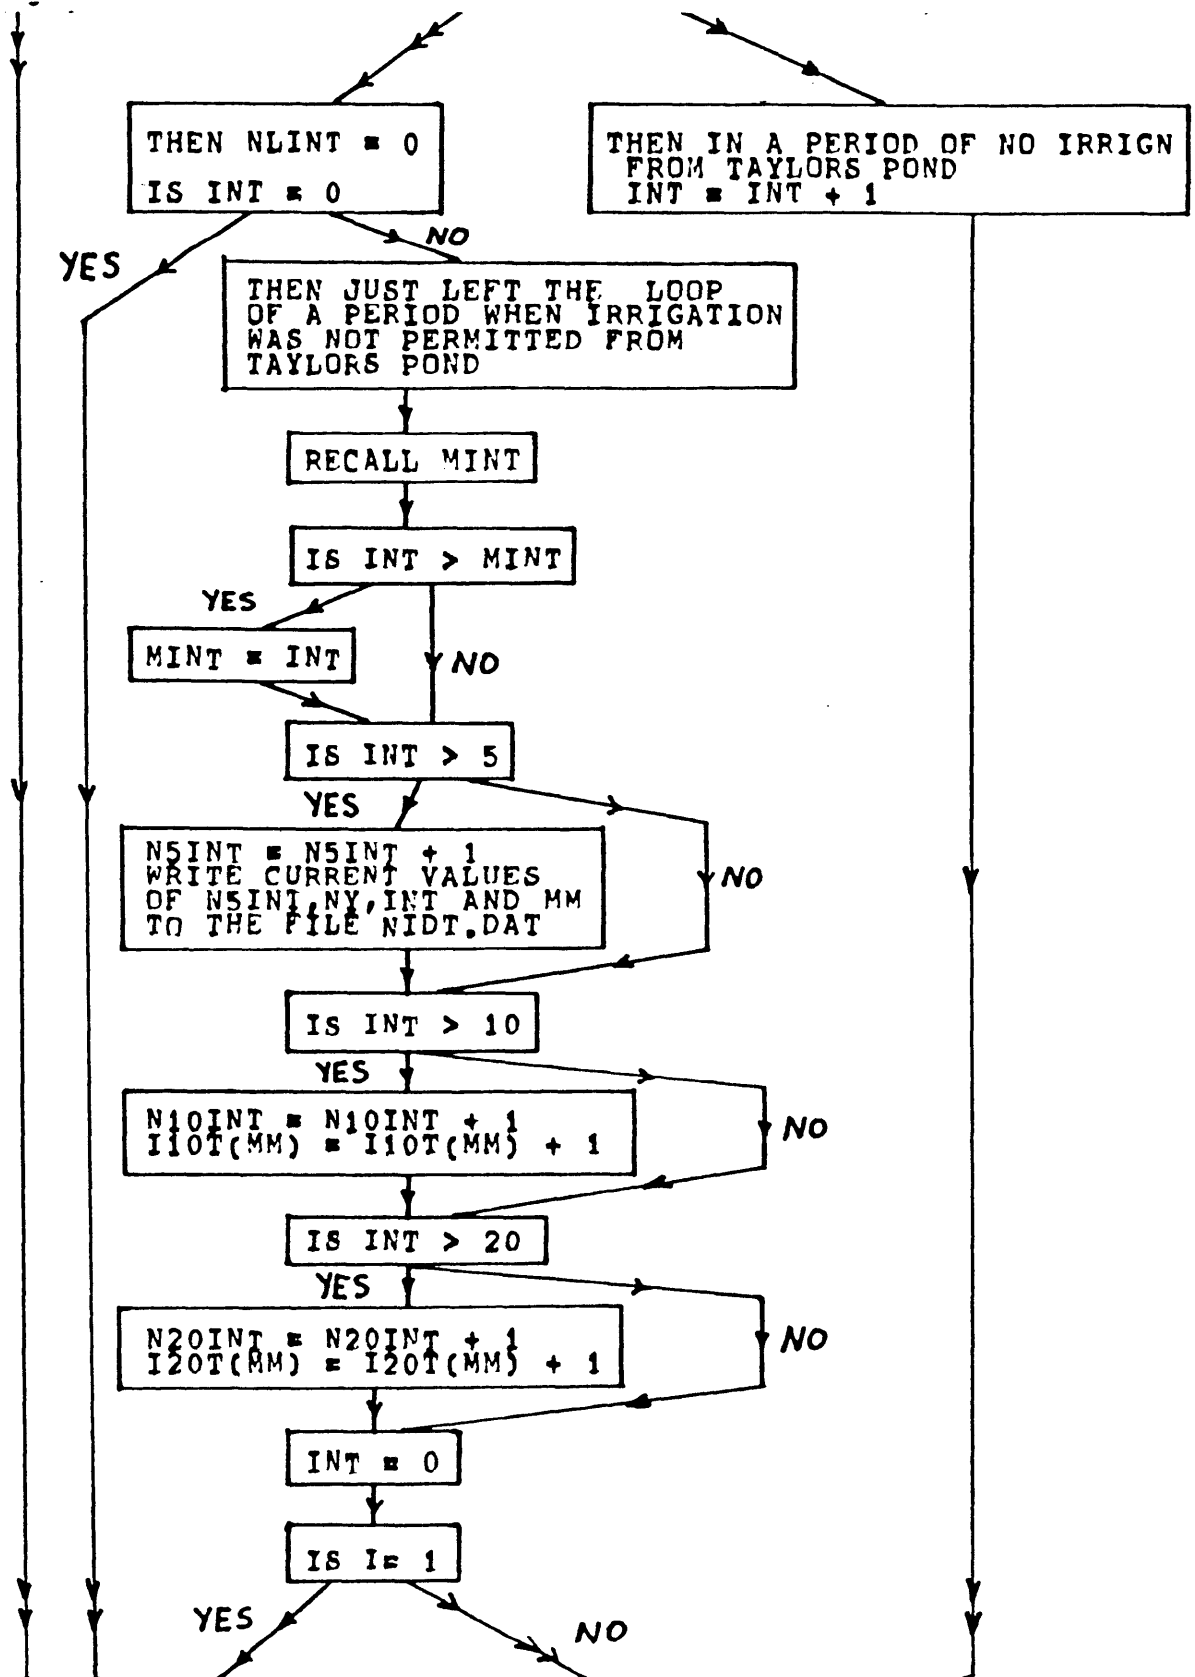 THEN NLINT = 0
IS INT = 0
THEN IN A PERIOD OF NO IRRIGN
FROM TAYLORS POND
INT = INT + 1
YES
NO
THEN JUST LEFT THE LOOP
OF A PERIOD WHEN IRRIGATION
WAS NOT PERMITTED FROM
TAYLORS POND
RECALL MINT
IS INT > MINT
YES
NO
MINT = INT
IS INT > 5
YES
NO
N5INT = N5INT + 1
WRITE CURRENT VALUES
OF N5INT,NY,INT AND MM
TO THE FILE NIDT.DAT
IS INT > 10
YES
NO
N10INT = N10INT + 1
I10T(MM) = I10T(MM) + 1
IS INT > 20
YES
NO
N20INT = N20INT + 1
I20T(MM) = I20T(MM) + 1
INT = 0
IS I= 1
YES
NO